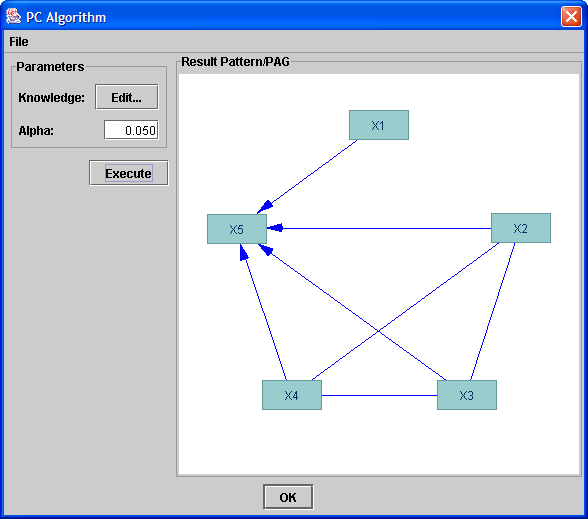 PC Algorithm
File
Parameters
Knowledge: Edit...
Alpha: 0.050
Execute
Result Pattern/PAG
X1
X5
X2
X4
X3
OK